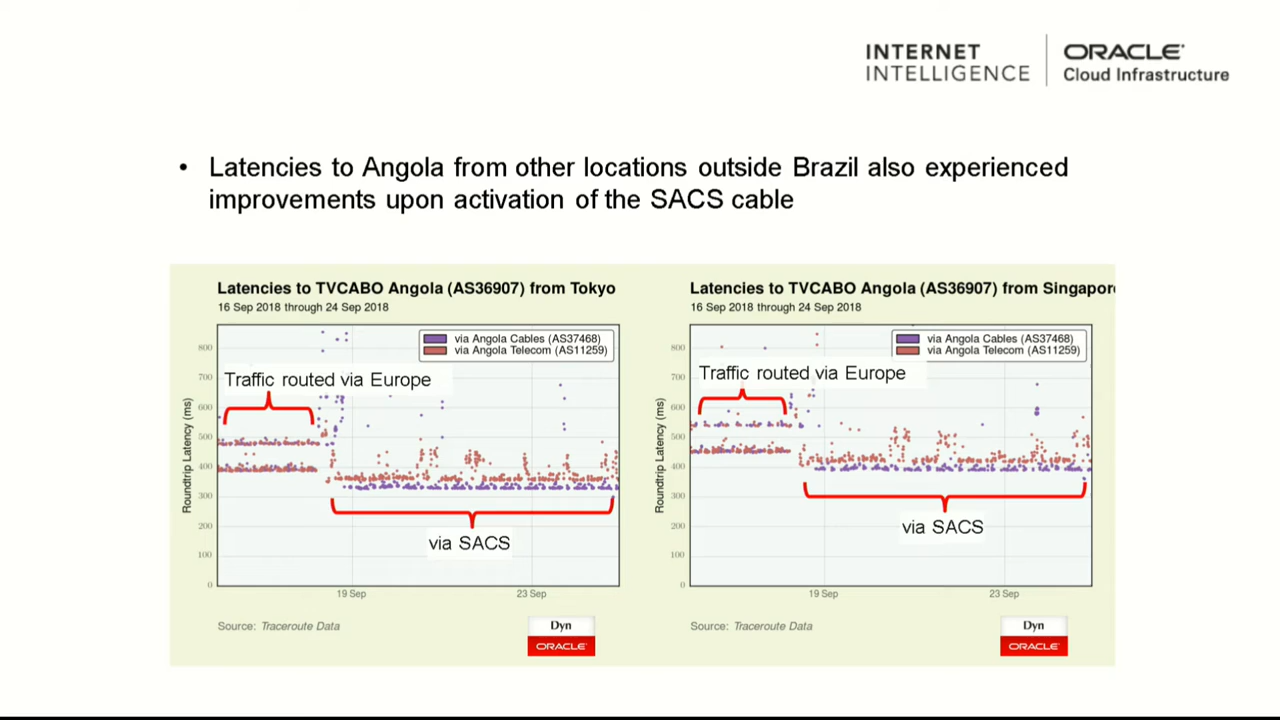 INTERNET
INTELLIGENCE
ORACLE
Cloud Infrastructure
• Latencies to Angola from other locations outside Brazil also experienced
improvements upon activation of the SACS cable
Latencies to TVCABO Angola (AS36907) from Tokyo
16 Sep 2018 through 24 Sep 2018
via Angola Cables (AS37468)
via Angola Telecom (AS11259)
Traffic routed via Europe
via SACS
Roundtrip Latency (ms)
800
700
600
500
400
300
200
100
0
19 Sep
23 Sep
Source: Traceroute Data
Dyn
ORACLE
Latencies to TVCABO Angola (AS36907) from Singapor
16 Sep 2018 through 24 Sep 2018
via Angola Cables (AS37468)
via Angola Telecom (AS11259)
Traffic routed via Europe
via SACS
Roundtrip Latency (ms)
800
700
600
500
400
300
200
100
0
19 Sep
23 Sep
Source: Traceroute Data
Dyn
ORACLE